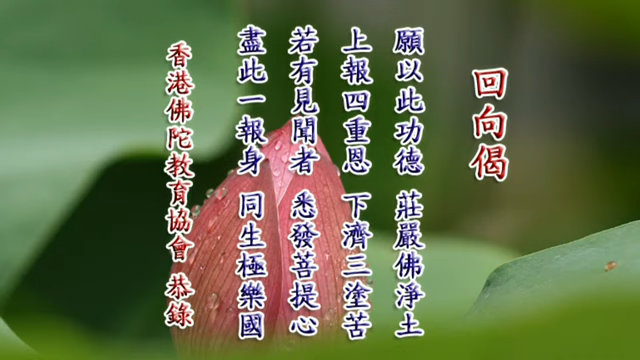 回向偈
願以此功德 莊嚴佛淨土
上報四重恩 下濟三塗苦
若有見聞者 悉發菩提心
盡此一報身 同生極樂國
香港佛陀教育協會 恭錄